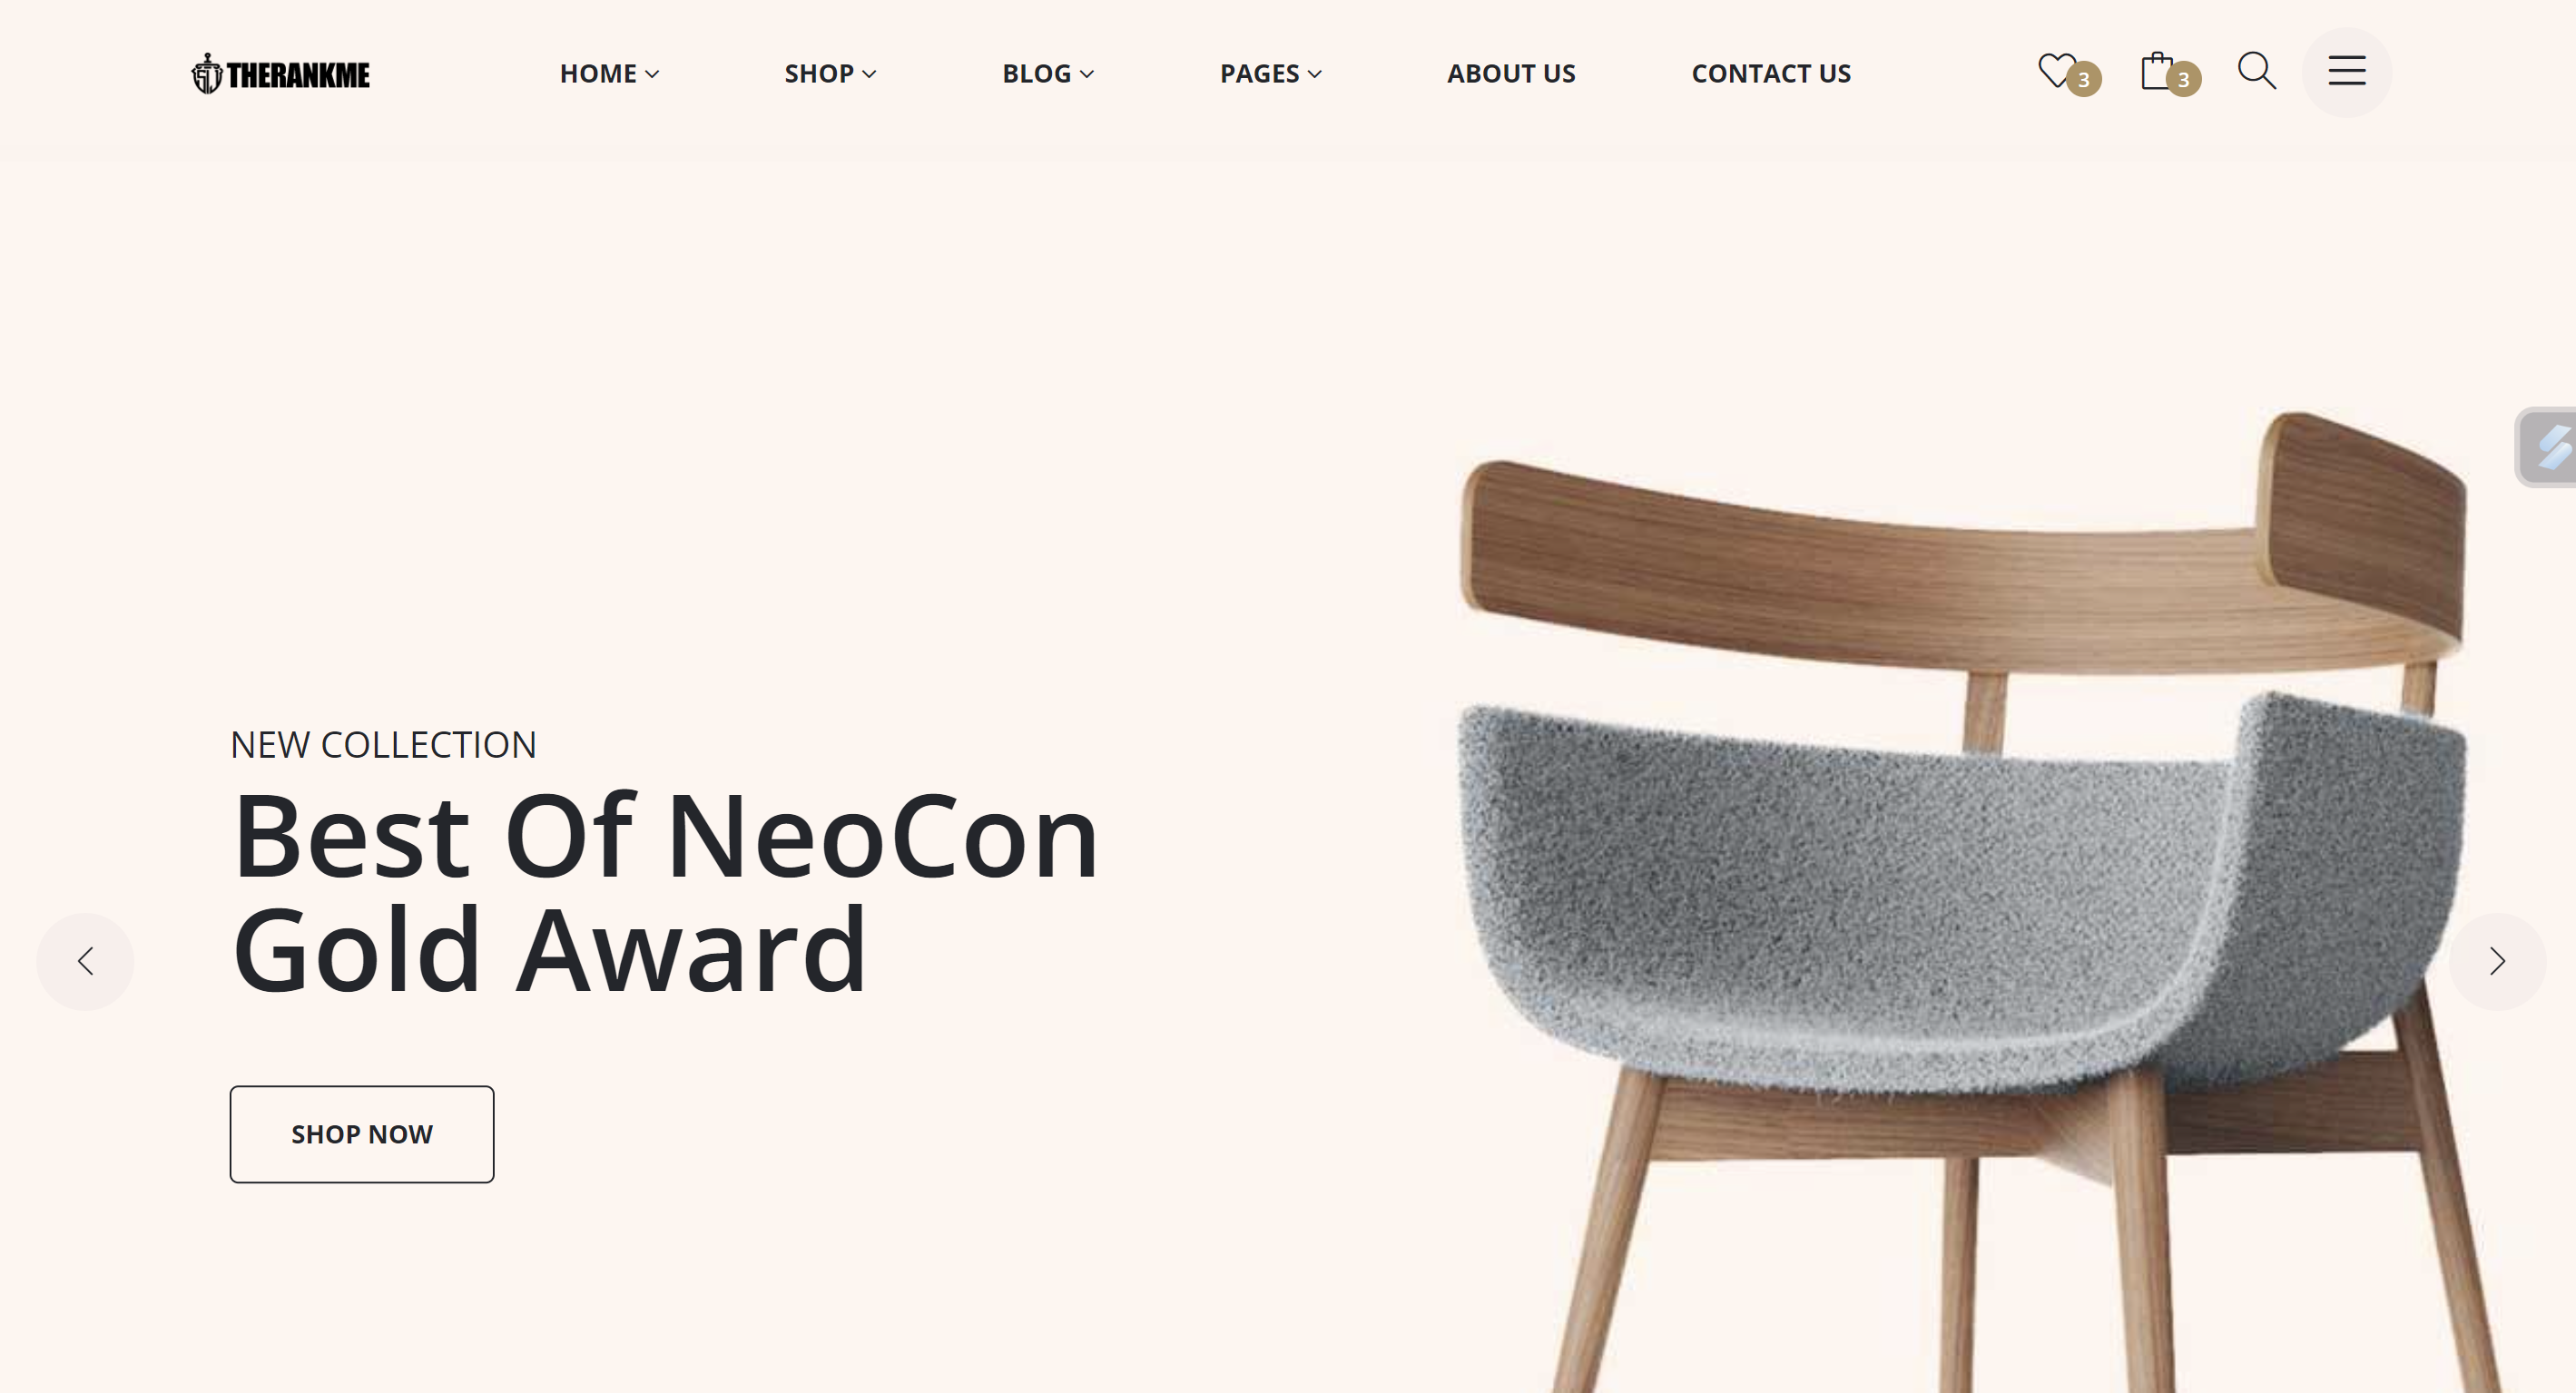 THERANKME
HOME
SHOP
BLOG
PAGES
ABOUT US
CONTACT US
3
3
NEW COLLECTION
Best Of NeoCon
Gold Award
SHOP NOW